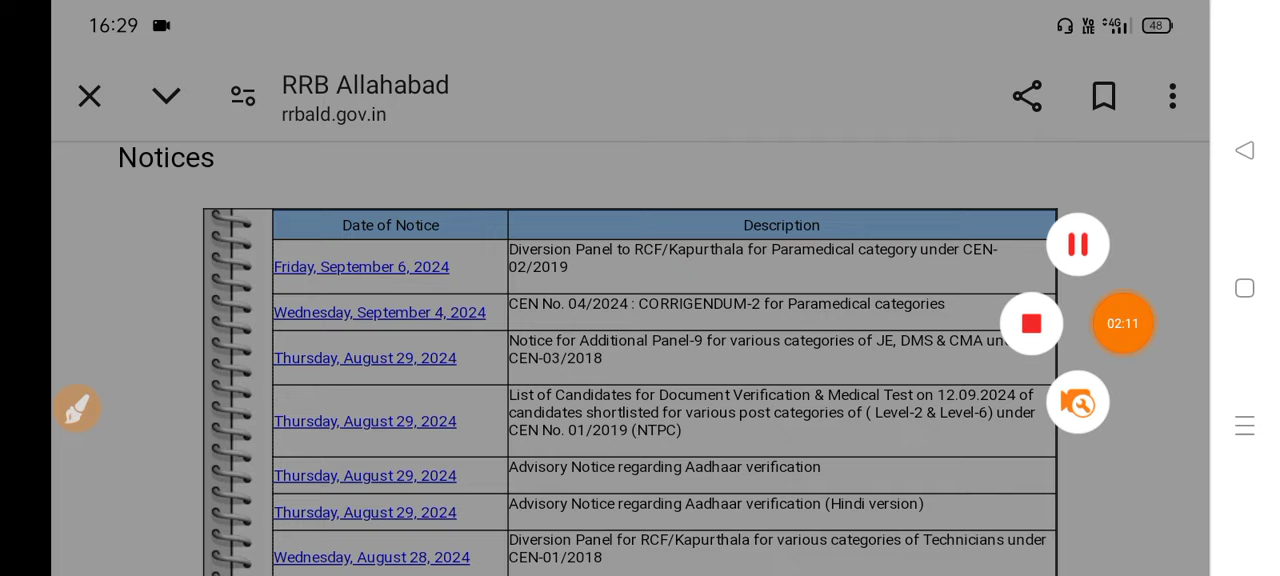 16:29
Vo LTE 4G 48
RRB Allahabad
rrbald.gov.in
Notices
Date of Notice Description
Friday, September 6, 2024 Diversion Panel to RCF/Kapurthala for Paramedical category under CEN-
02/2019
Wednesday, September 4, 2024 CEN No. 04/2024 : CORRIGENDUM-2 for Paramedical categories
Thursday, August 29, 2024 Notice for Additional Panel-9 for various categories of JE, DMS & CMA
CEN-03/2018
02:11
Thursday, August 29, 2024 List of Candidates for Document Verification & Medical Test on 12.09.2024 of
candidates shortlisted for various post categories of ( Level-2 & Level-6) under
CEN No. 01/2019 (NTPC)
Thursday, August 29, 2024 Advisory Notice regarding Aadhaar verification
Thursday, August 29, 2024 Advisory Notice regarding Aadhaar verification (Hindi version)
Wednesday, August 28, 2024 Diversion Panel for RCF/Kapurthala for various categories of Technicians under
CEN-01/2018